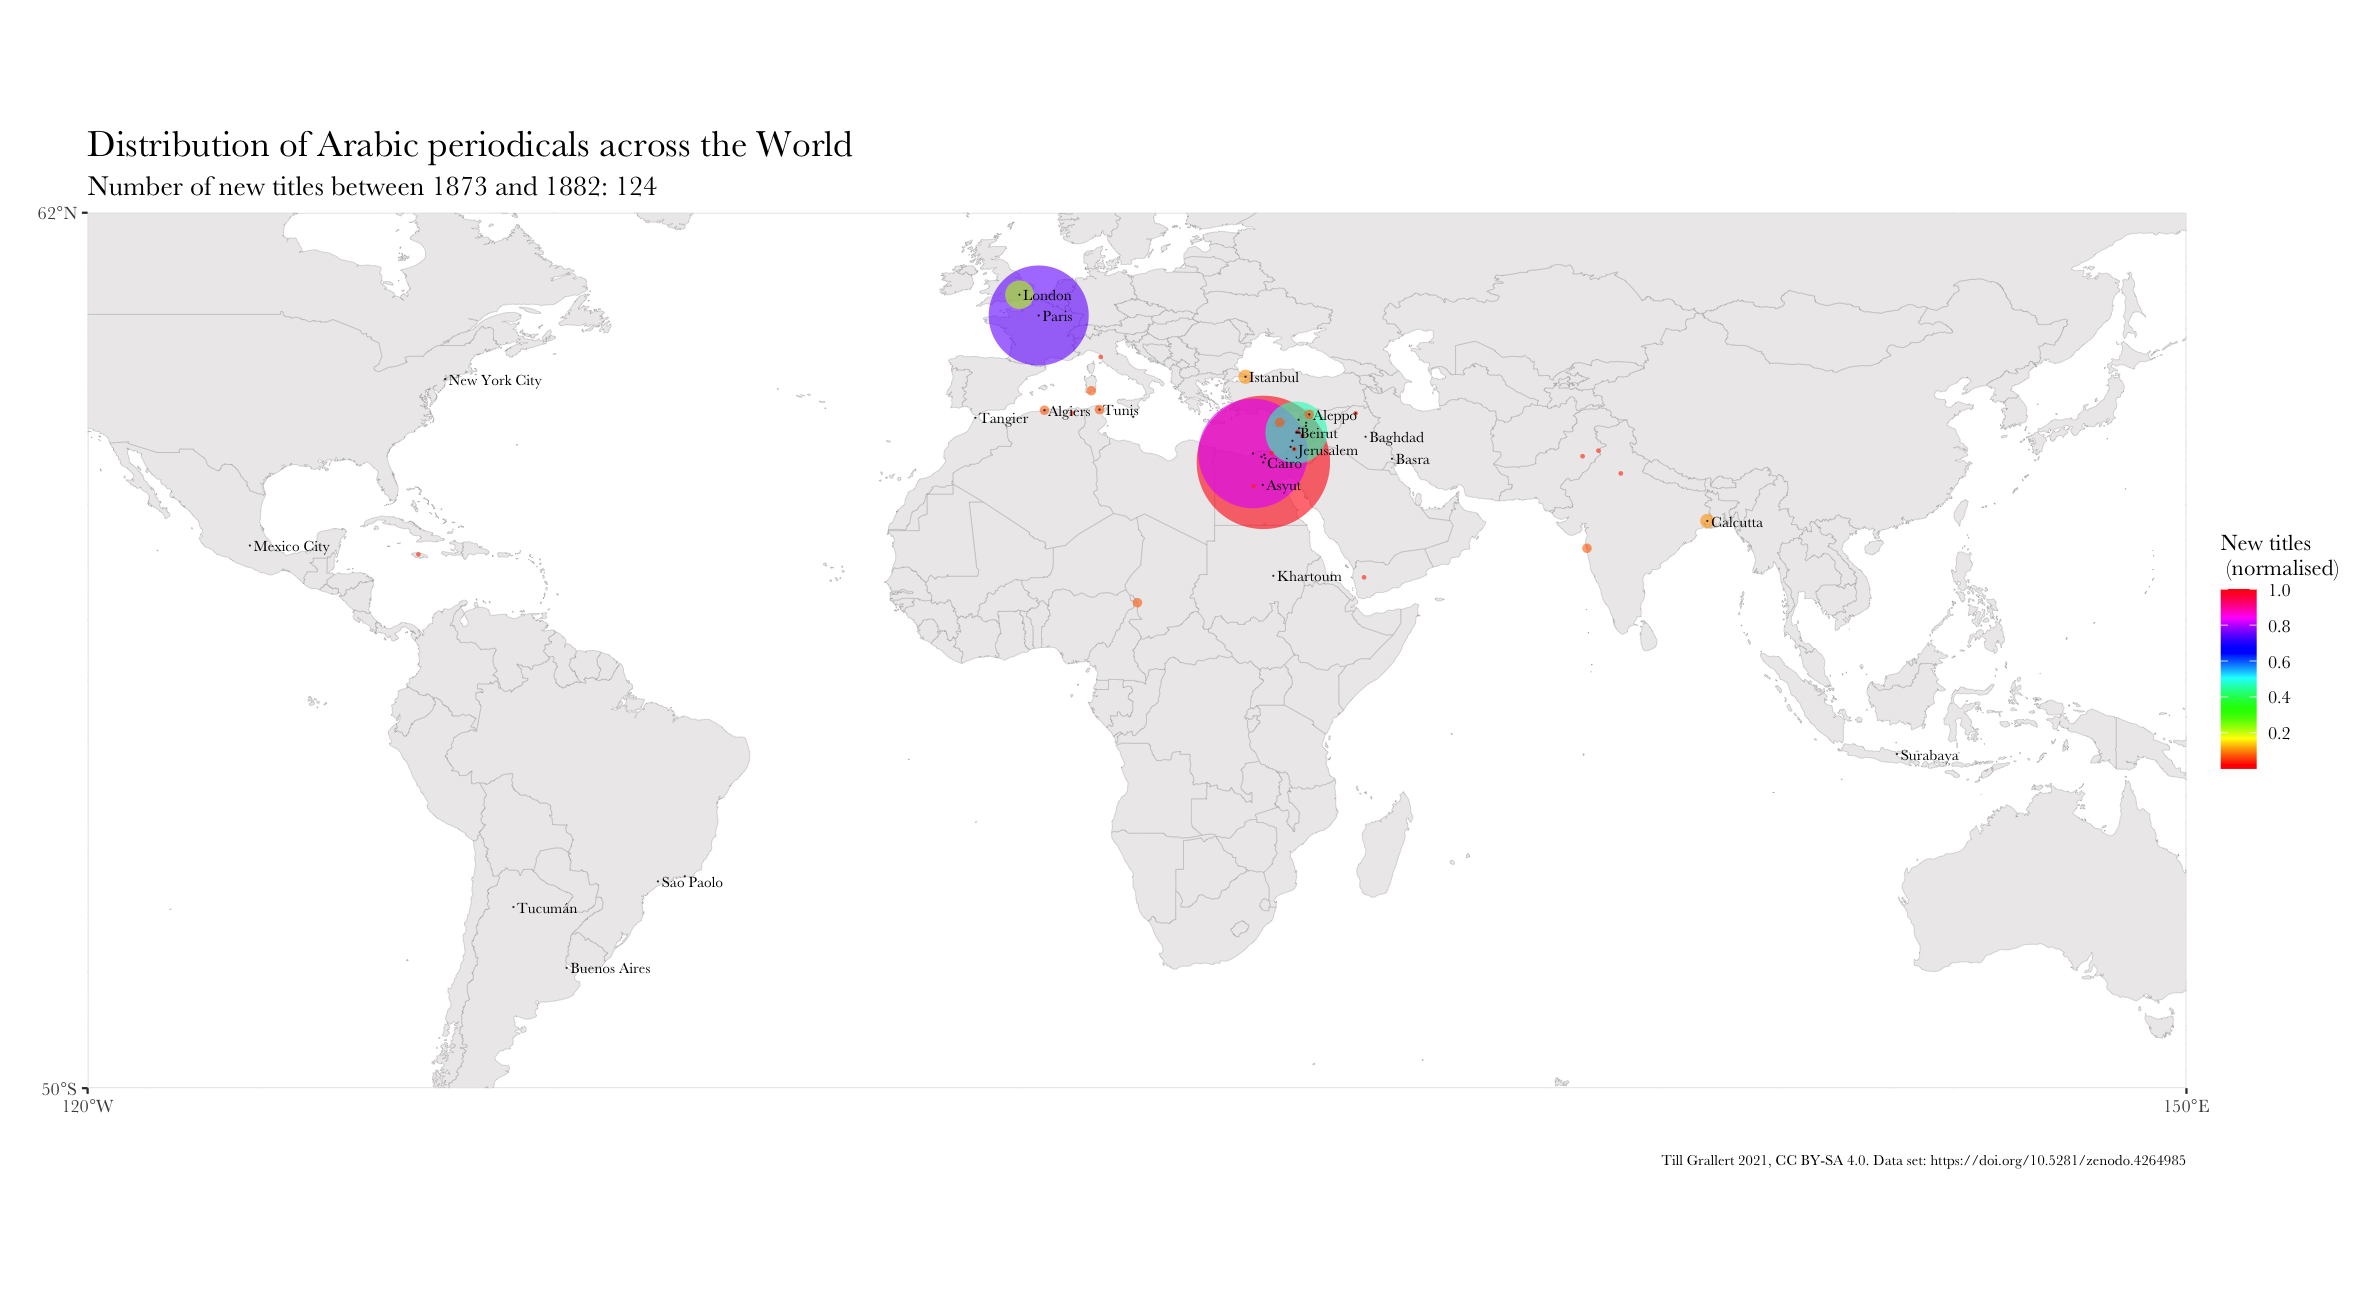 Distribution of Arabic periodicals across the World
Number of new titles between 1873 and 1882: 124
62°N
London
Paris
New York City
Istanbul
Algiers
Tunis
Tangier
Aleppo
Beirut
Baghdad
Jerusalem
Cairo
Basra
Asyut
Calcutta
Mexico City
Khartoum
New titles
(normalised)
1.0
0.8
0.6
0.4
0.2
Surabaya
Sao Paolo
Tucumán
Buenos Aires
50°S
120°W
150°E
Till Grallert 2021, CC BY-SA 4.0. Data set: https://doi.org/10.5281/zenodo.4264985